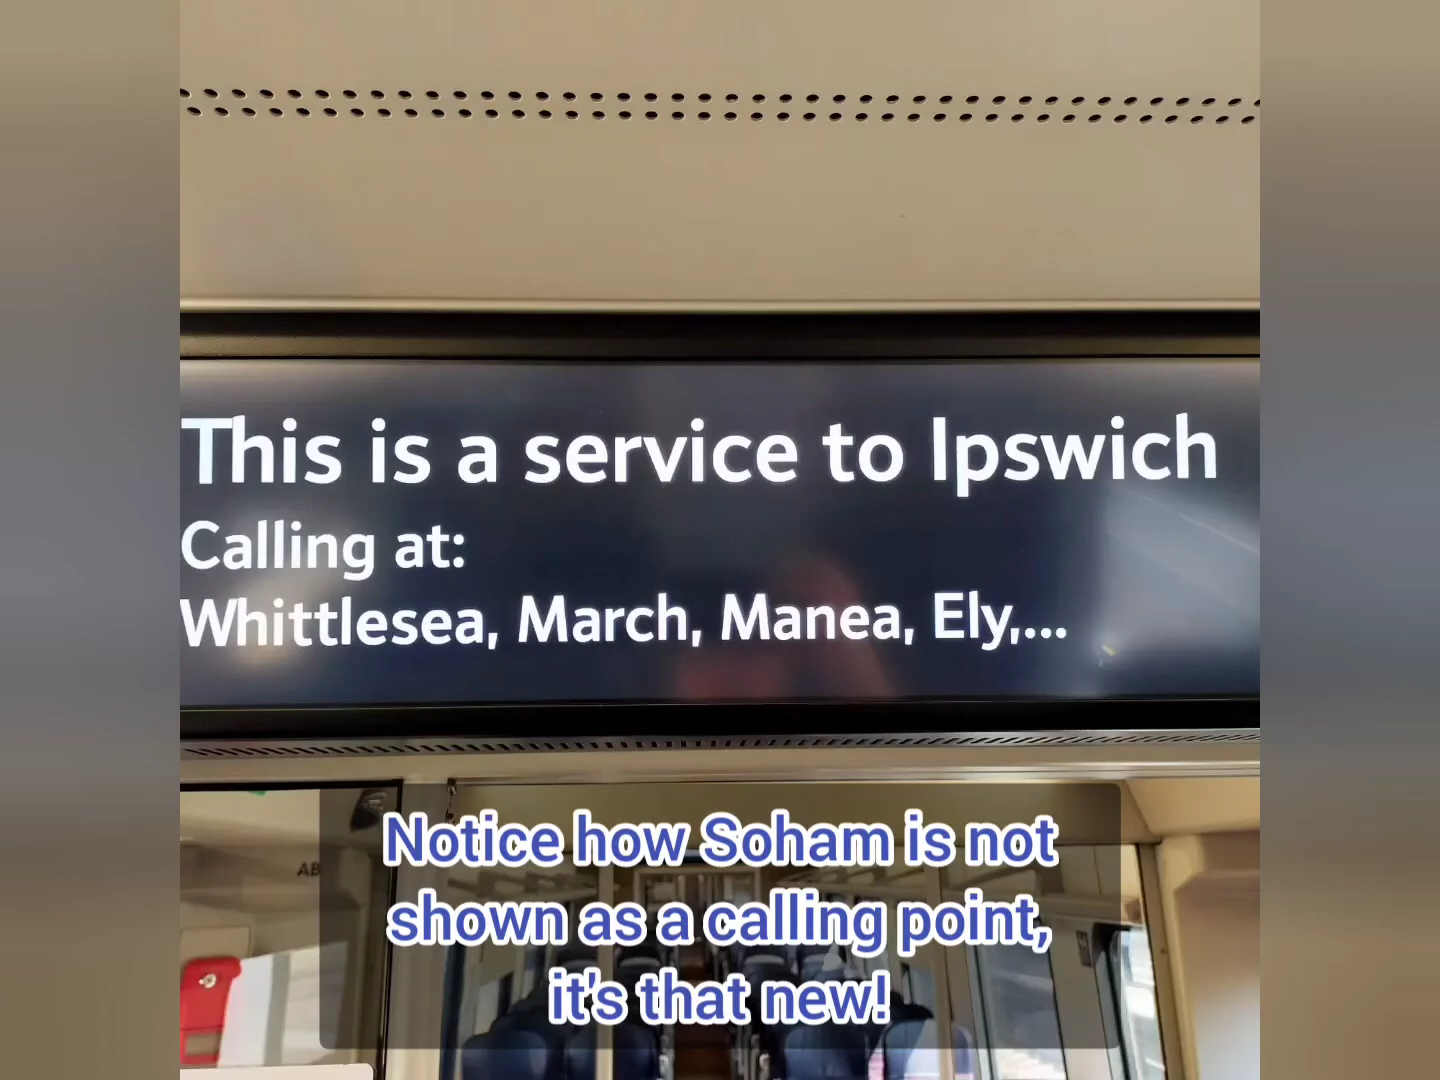 This is a service to Ipswich
Calling at:
Whittlesea, March, Manea, Ely,...
AB
Notice how Soham is not
shown as a calling point,
it's that new!